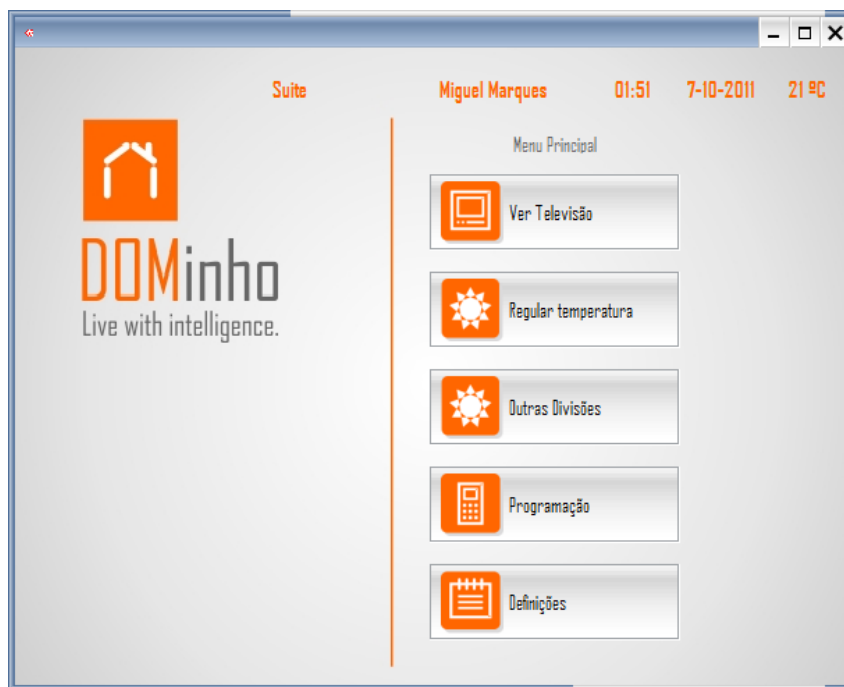 Suite Miguel Marques 01:51 7-10-2011 21 ºC
DOMinho
Live with intelligence.
Menu Principal
Ver Televisão
Regular temperatura
Outras Divisões
Programação
Definições